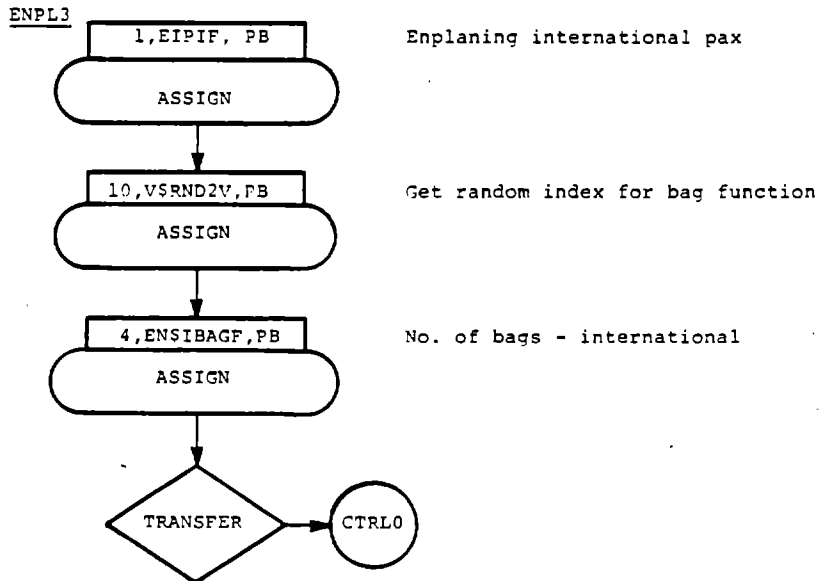 ENPL3
1,EIPIF, PB
Enplaning international pax
ASSIGN
10,VSRND2V,PB
Get random index for bag function
ASSIGN
4,ENSIBAGF,PB
No. of bags - international
ASSIGN
TRANSFER
CTRL0